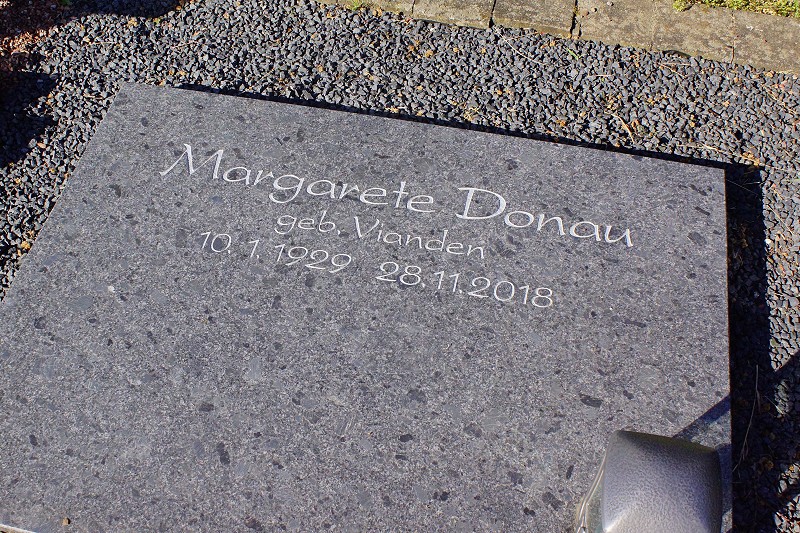 Margarete Donau
geb. Vianden
10.1.1929 28.11.2018